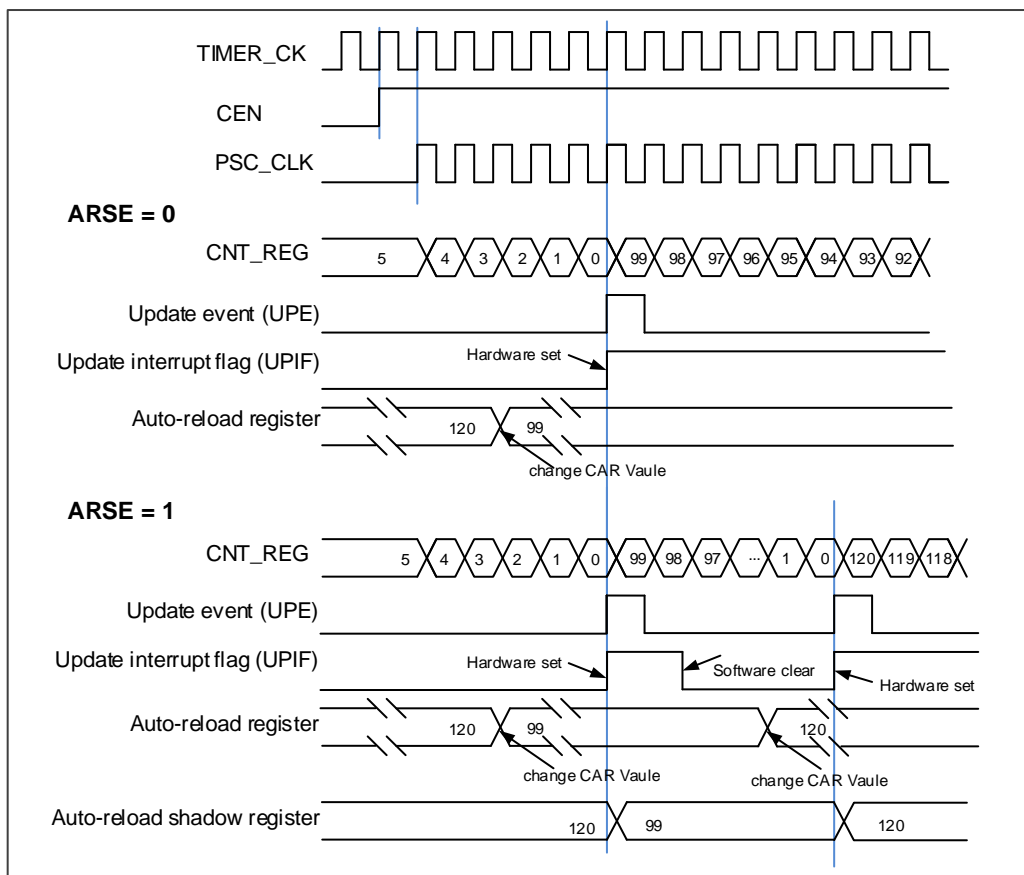 TIMER_CK
CEN
PSC_CLK
ARSE = 0
CNT_REG
5 4 3 2 1 0 99 98 97 96 95 94 93 92
Update event (UPE)
Update interrupt flag (UPIF)
Hardware set
Auto-reload register
120 99
change CAR Vaule
ARSE = 1
CNT_REG
5 4 3 2 1 0 99 98 97 ... 1 0 120 119 118
Update event (UPE)
Update interrupt flag (UPIF)
Hardware set
Software clear
Hardware set
Auto-reload register
120 99 120
change CAR Vaule
change CAR Vaule
Auto-reload shadow register
120 99 120